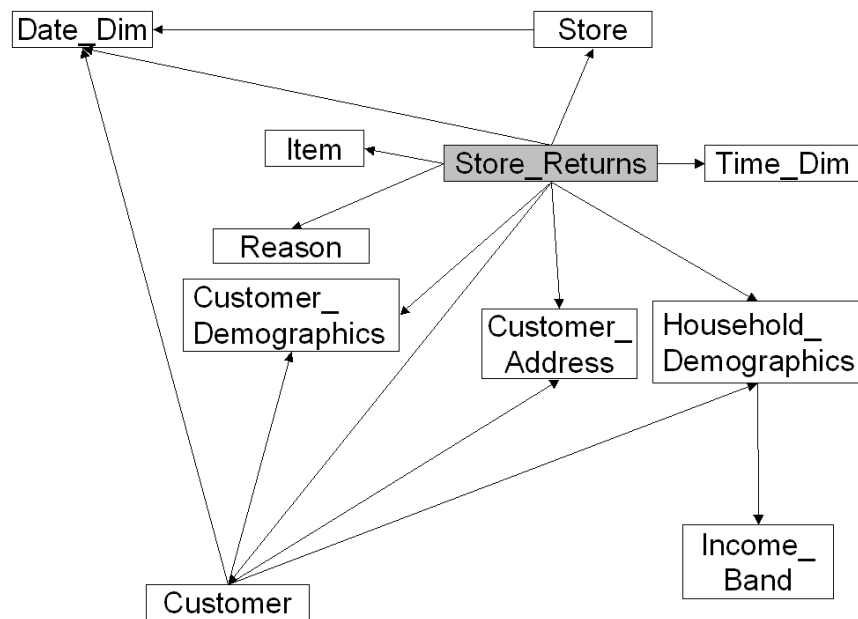 Date_Dim
Store
Item
Store_Returns
Time_Dim
Reason
Customer_
Demographics
Customer_
Address
Household_
Demographics
Income_
Band
Customer